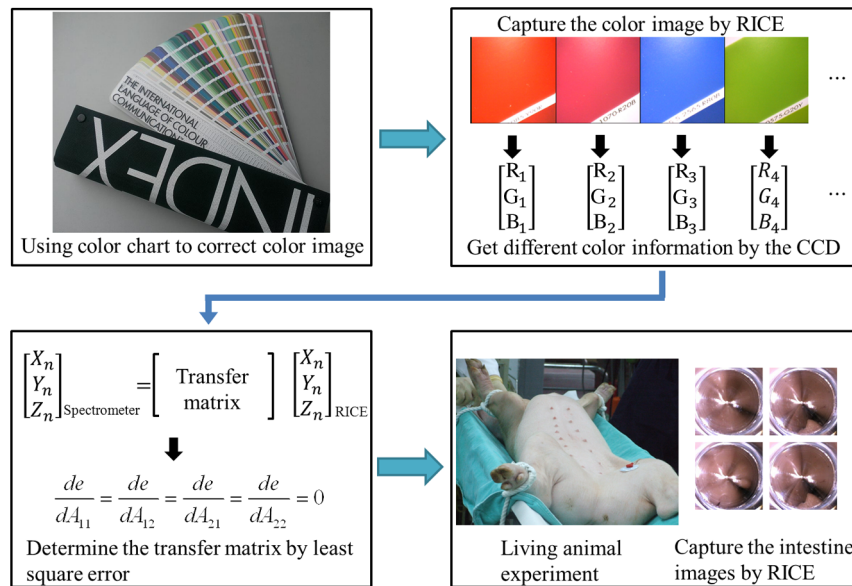 THE INTERNATIONAL
LANGUAGE OF COLOUR
COMMUNICATION
INDEX
Using color chart to correct color image
Capture the color image by RICE
1070 R20B
...
[R1 G1 B1] [R2 G2 B2] [R3 G3 B3] [R4 G4 B4] ...
Get different color information by the CCD
[Xn Yn Zn]Spectrometer = [Transfer matrix] [Xn Yn Zn]RICE
de/dA11 = de/dA12 = de/dA21 = de/dA22 = 0
Determine the transfer matrix by least
square error
Living animal
experiment
Capture the intestine
images by RICE